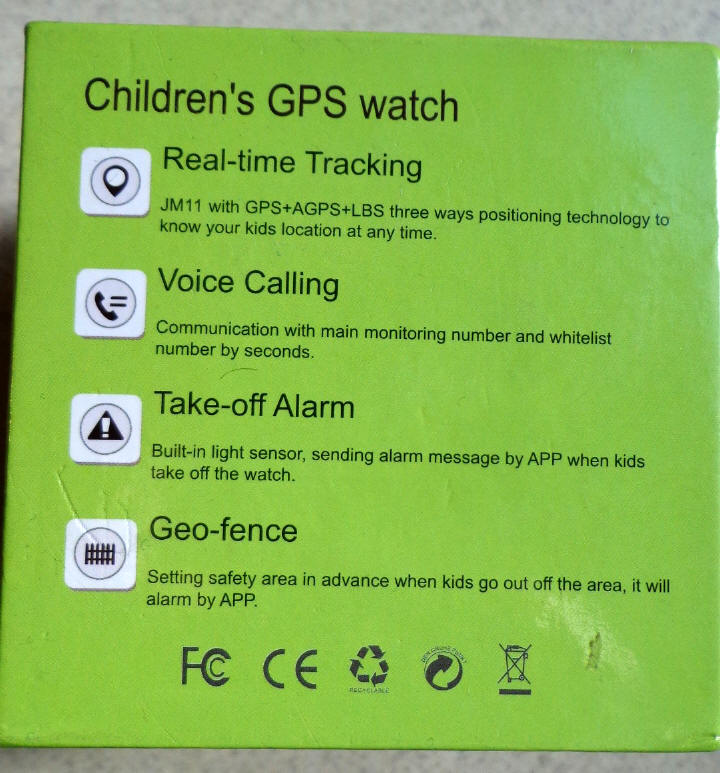 Children's GPS watch
Real-time Tracking
JM11 with GPS+AGPS+LBS three ways positioning technology to
know your kids location at any time.
Voice Calling
Communication with main monitoring number and whitelist
number by seconds.
Take-off Alarm
Built-in light sensor, sending alarm message by APP when kids
take off the watch.
Geo-fence
Setting safety area in advance when kids go out off the area, it will
alarm by APP.
FC CE
RECYCLABLE